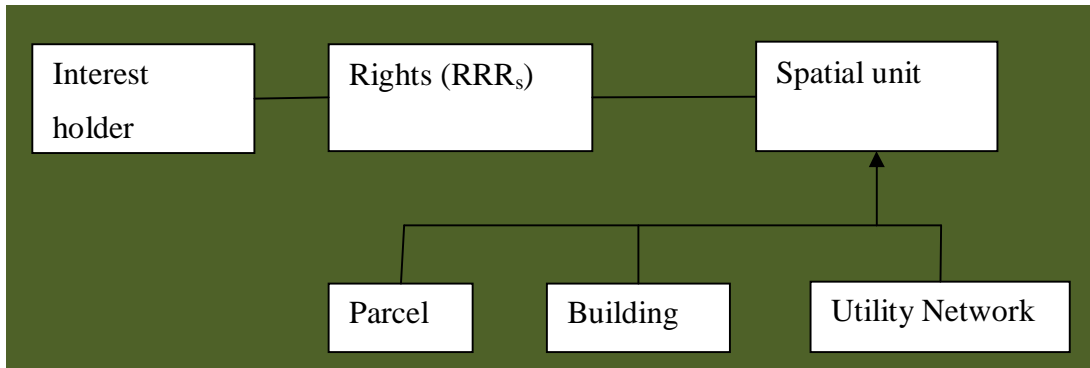 Interest
holder
Rights (RRRs)
Spatial unit
Parcel
Building
Utility Network